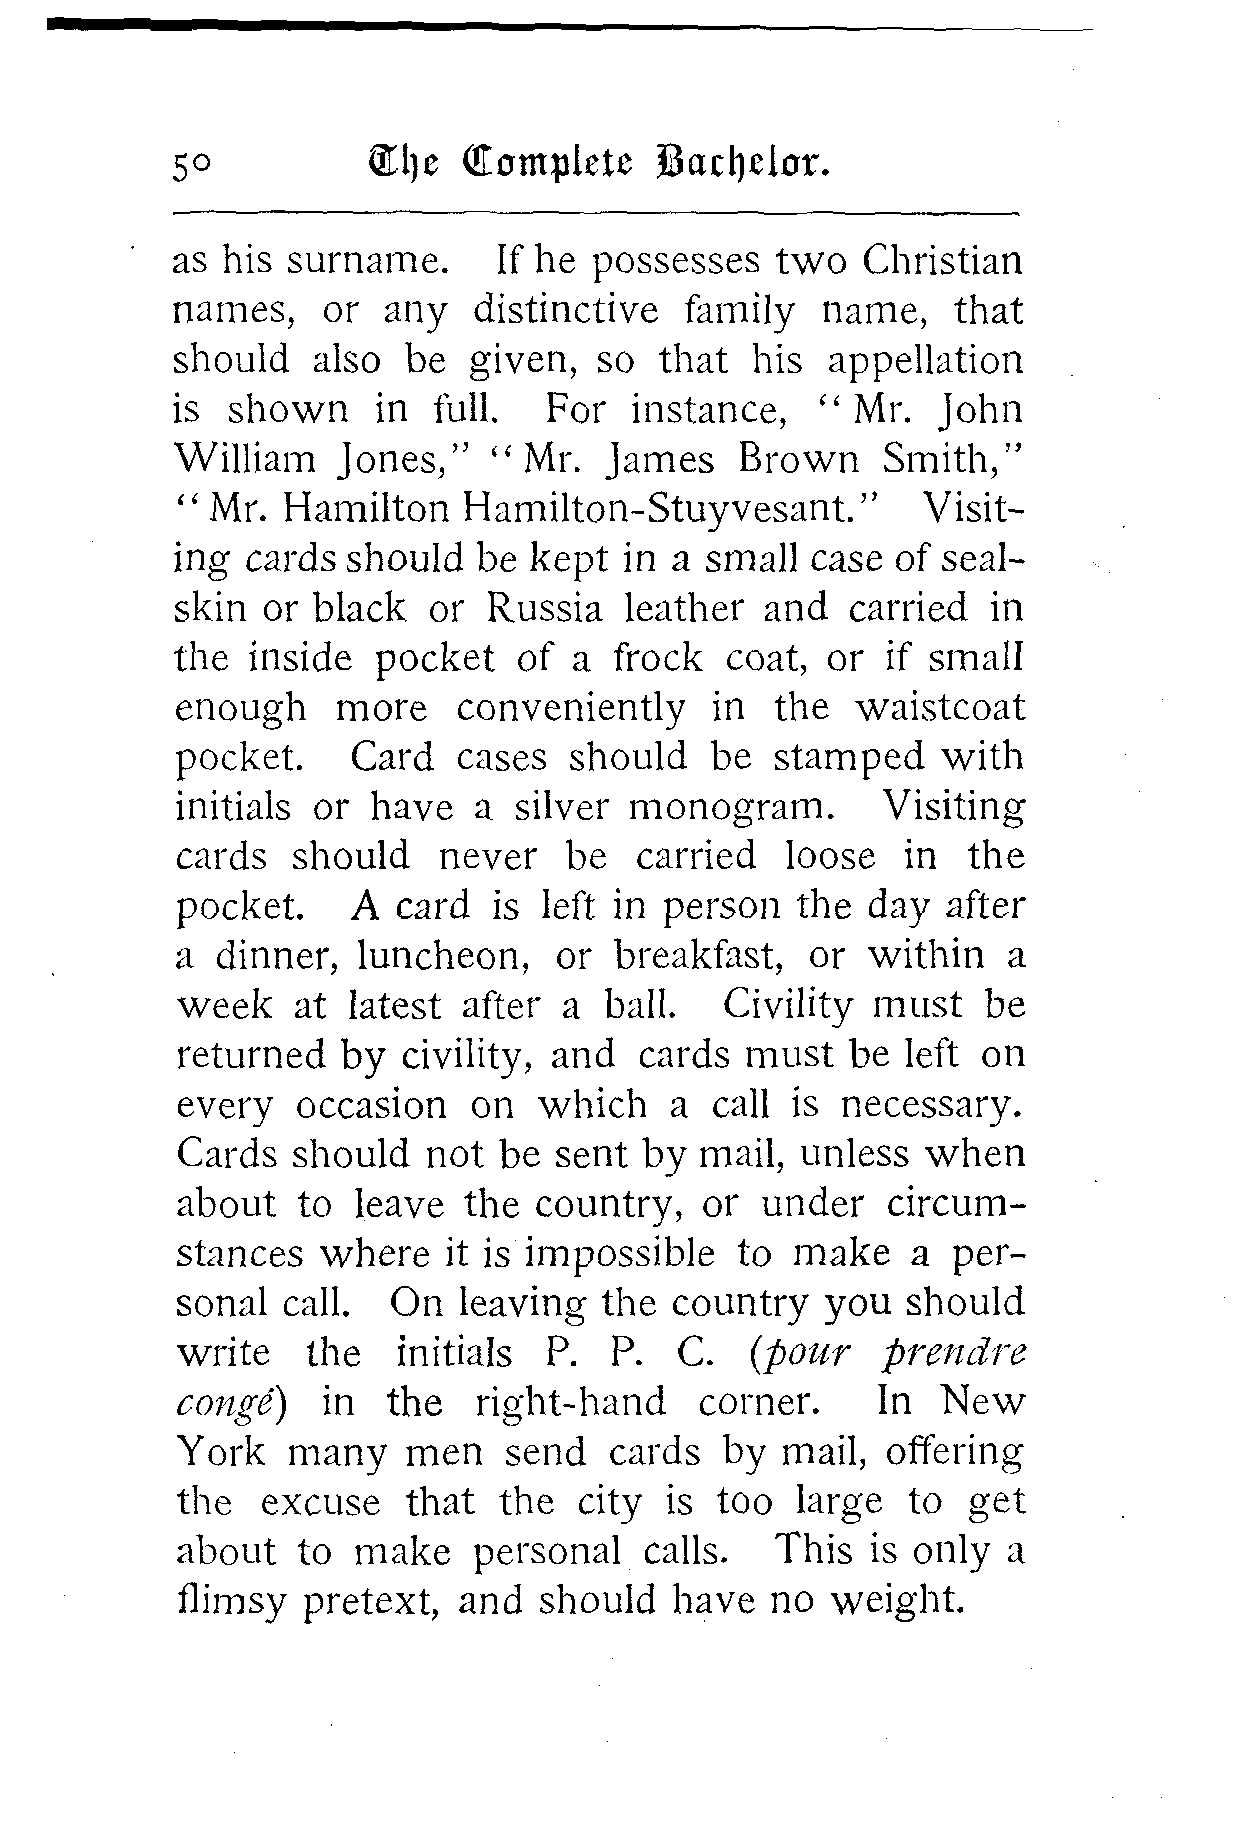 50 The Complete Bachelor.
as his surname. If he possesses two Christian
names, or any distinctive family name, that
should also be given, so that his appellation
is shown in full. For instance, “Mr. John
William Jones,” “Mr. James Brown Smith,”
“Mr. Hamilton Hamilton-Stuyvesant.” Visit-
ing cards should be kept in a small case of seal-
skin or black or Russia leather and carried in
the inside pocket of a frock coat, or if small
enough more conveniently in the waistcoat
pocket. Card cases should be stamped with
initials or have a silver monogram. Visiting
cards should never be carried loose in the
pocket. A card is left in person the day after
a dinner, luncheon, or breakfast, or within a
week at latest after a ball. Civility must be
returned by civility, and cards must be left on
every occasion on which a call is necessary.
Cards should not be sent by mail, unless when
about to leave the country, or under circum-
stances where it is impossible to make a per-
sonal call. On leaving the country you should
write the initials P. P. C. (pour prendre
congé) in the right-hand corner. In New
York many men send cards by mail, offering
the excuse that the city is too large to get
about to make personal calls. This is only a
flimsy pretext, and should have no weight.